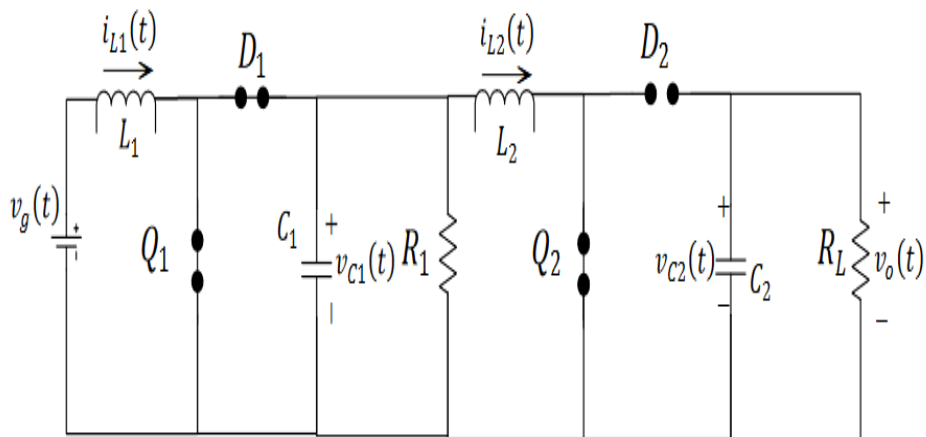 i_{L1}(t)
D_1
i_{L2}(t)
D_2
L_1
L_2
v_g(t)
+
-
Q_1
C_1
+
v_{C1}(t)
-
R_1
Q_2
+
v_{C2}(t)
-
C_2
R_L
+
v_o(t)
-